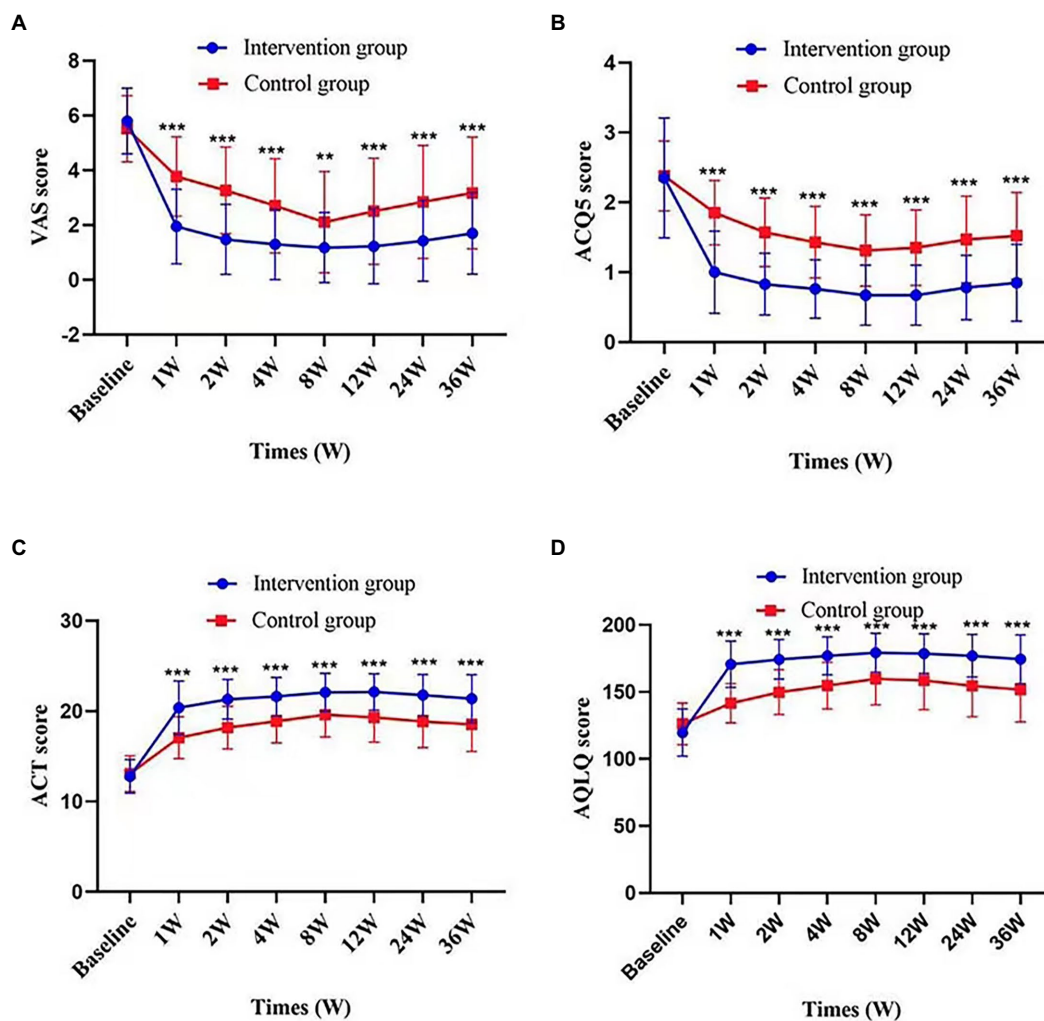 A
Intervention group
Control group
VAS score
8
6
4
2
0
-2
*** *** *** ** *** *** ***
Baseline 1W 2W 4W 8W 12W 24W 36W
Times (W)
B
Intervention group
Control group
ACQ5 score
4
3
2
1
0
*** *** *** *** *** *** ***
Baseline 1W 2W 4W 8W 12W 24W 36W
Times (W)
C
Intervention group
Control group
ACT score
30
20
10
0
*** *** *** *** *** *** ***
Baseline 1W 2W 4W 8W 12W 24W 36W
Times (W)
D
Intervention group
Control group
AQLQ score
200
150
100
50
0
*** *** *** *** *** *** ***
Baseline 1W 2W 4W 8W 12W 24W 36W
Times (W)